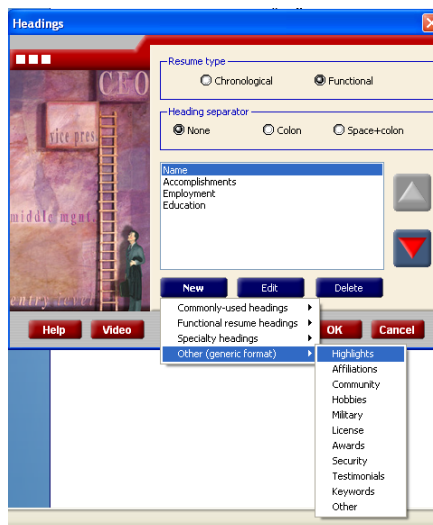 Headings
Resume type
Chronological Functional
Heading separator
None Colon Space+colon
CEO
vice pres.
middle mgnt.
entry level
Name
Accomplishments
Employment
Education
New Edit Delete
Help Video OK Cancel
Commonly-used headings
Functional resume headings
Specialty headings
Other (generic format)
Highlights
Affiliations
Community
Hobbies
Military
License
Awards
Security
Testimonials
Keywords
Other